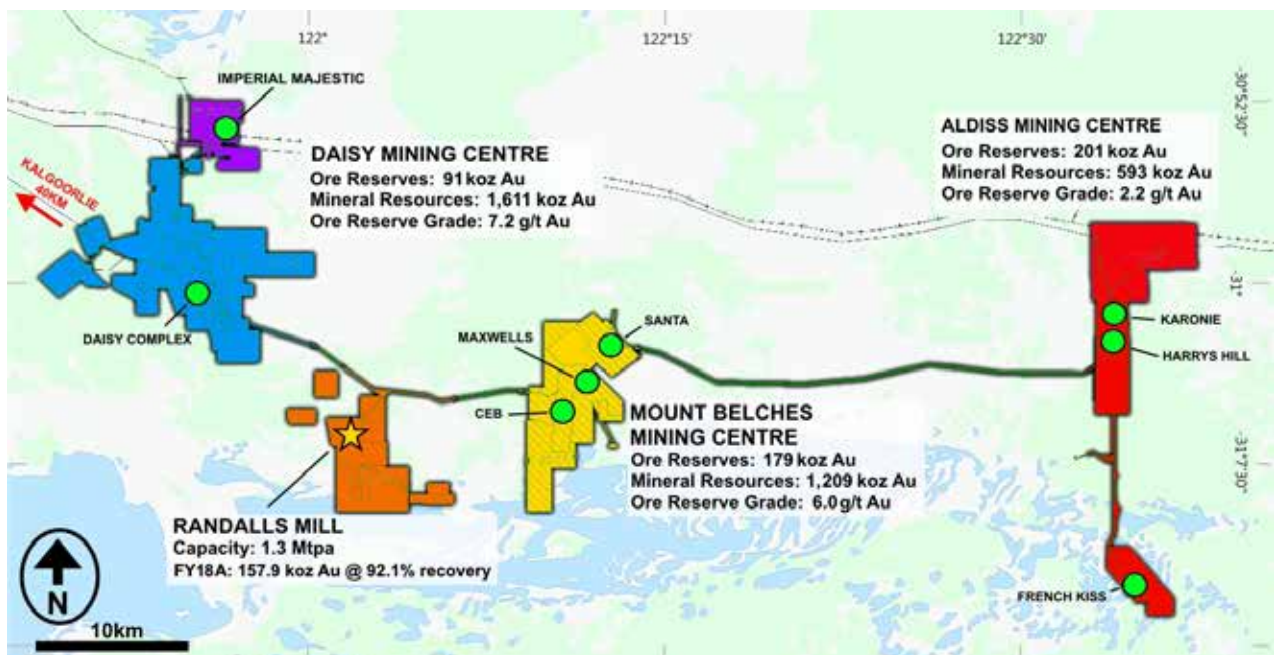 122°
122°15'
122°30'
-30°52'30"
-31°
-31°7'30"
IMPERIAL MAJESTIC
KALGOORLIE
40KM
DAISY MINING CENTRE
Ore Reserves: 91 koz Au
Mineral Resources: 1,611 koz Au
Ore Reserve Grade: 7.2 g/t Au
ALDISS MINING CENTRE
Ore Reserves: 201 koz Au
Mineral Resources: 593 koz Au
Ore Reserve Grade: 2.2 g/t Au
DAISY COMPLEX
SANTA
MAXWELLS
CEB
KARONIE
HARRYS HILL
MOUNT BELCHES
MINING CENTRE
Ore Reserves: 179 koz Au
Mineral Resources: 1,209 koz Au
Ore Reserve Grade: 6.0 g/t Au
RANDALLS MILL
Capacity: 1.3 Mtpa
FY18A: 157.9 koz Au @ 92.1% recovery
FRENCH KISS
N
10km